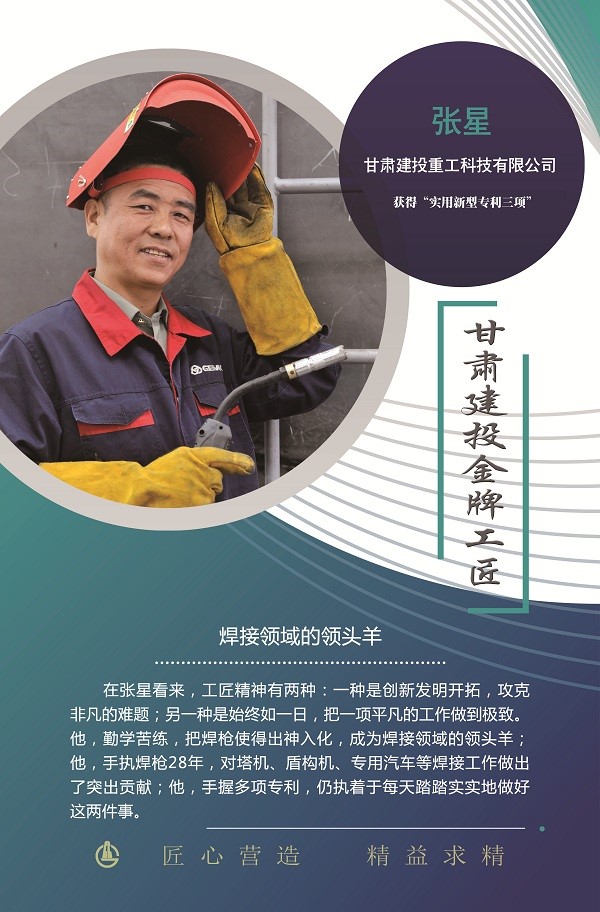 张星
甘肃建投重工科技有限公司
获得“实用新型专利三项”
甘肃建投金牌工匠
焊接领域的领头羊
在张星看来，工匠精神有两种：一种是创新发明开拓，攻克
非凡的难题；另一种是始终如一日，把一项平凡的工作做到极致。
他，勤学苦练，把焊枪使得出神入化，成为焊接领域的领头羊；
他，手执焊枪28年，对塔机、盾构机、专用汽车等焊接工作做出
了突出贡献；他，手握多项专利，仍执着于每天踏踏实实地做好
这两件事。
匠心营造 精益求精